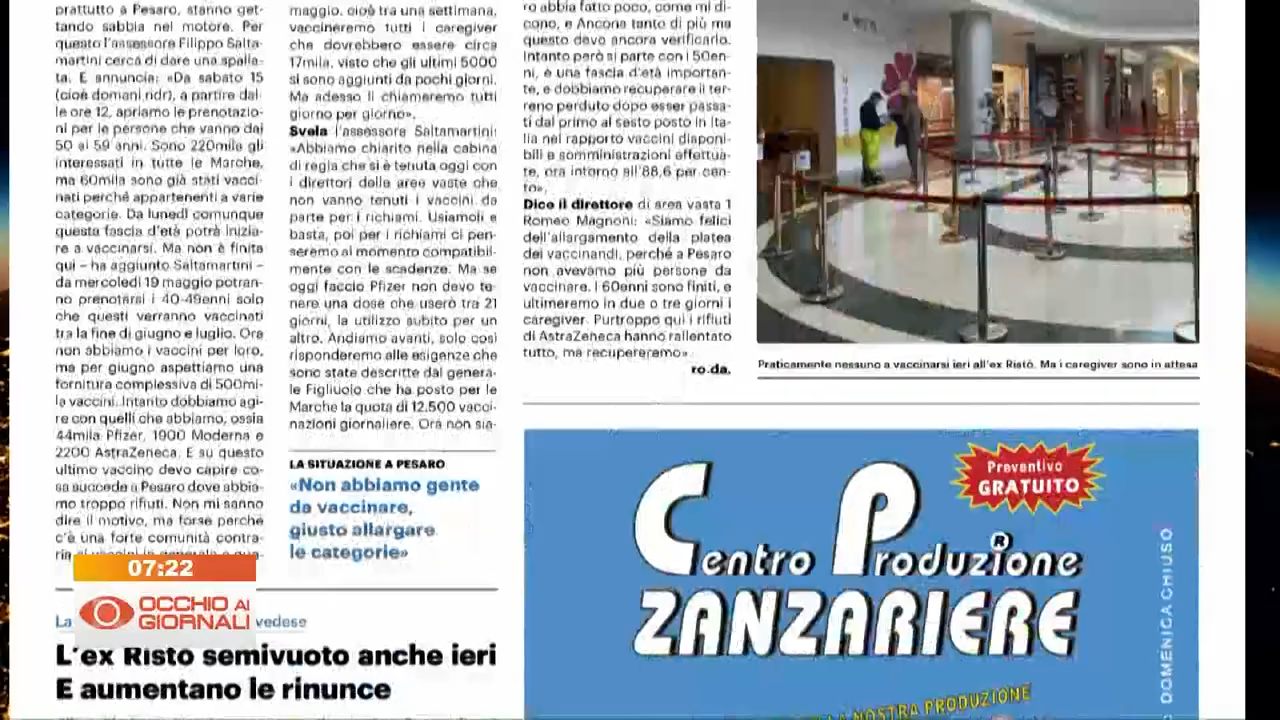 prattutto a Pesaro, stanno get-
tando sabbia nel motore. Per
questo l'assessore Filippo Salta-
martini cerca di dare una spalla-
ta. E annuncia: «Da sabato 15
(cioè domani ndr), a partire dal-
le ore 12, apriamo le prenotazio-
ni per le persone che vanno dai
50 ai 59 anni. Sono 220mila gli
interessati in tutte le Marche,
ma 60mila sono già stati vacci-
nati perché appartenenti a varie
categorie. Da lunedì comunque
questa fascia d'età potrà inizia-
re a vaccinarsi. Ma non è finita
qui – ha aggiunto Saltamartini –
da mercoledì 19 maggio potran-
no prenotarsi i 40-49enni solo
che questi verranno vaccinati
tra la fine di giugno e luglio. Ora
non abbiamo i vaccini per loro,
ma per giugno aspettiamo una
fornitura complessiva di 500mi-
la vaccini. Intanto dobbiamo agi-
re con quelli che abbiamo, ossia
44mila Pfizer, 1900 Moderna e
2200 AstraZeneca. E su questo
ultimo vaccino devo capire co-
sa succede a Pesaro dove abbia-
mo troppo rifiuti. Non mi sanno
dire il motivo, ma forse perché
c'è una forte comunità contra-
ria ai vaccini in generale e qua-
maggio, cioè tra una settimana,
vaccineremo tutti i caregiver
che dovrebbero essere circa
17mila, visto che gli ultimi 5000
si sono aggiunti da pochi giorni.
Ma adesso li chiameremo tutti
giorno per giorno».
Svela l'assessore Saltamartini:
«Abbiamo chiarito nella cabina
di regia che si è tenuta oggi con
i direttori delle aree vaste che
non vanno tenuti i vaccini da
parte per i richiami. Usiamoli e
basta, poi per i richiami ci pen-
seremo al momento compatibil-
mente con le scadenze. Ma se
oggi faccio Pfizer non devo te-
nere una dose che userò tra 21
giorni, la utilizzo subito per un
altro. Andiamo avanti, solo così
risponderemo alle esigenze che
sono state descritte dal genera-
le Figliuolo che ha posto per le
Marche la quota di 12.500 vacci-
nazioni giornaliere. Ora non sia-
LA SITUAZIONE A PESARO
«Non abbiamo gente
da vaccinare,
giusto allargare
le categorie»
ro abbia fatto poco, come mi di-
cono, e Ancona tanto di più ma
questo devo ancora verificarlo.
Intanto però si parte con i 50en-
ni, è una fascia d'età importan-
te, e dobbiamo recuperare il ter-
reno perduto dopo esser passa-
ti dal primo al sesto posto in Ita-
lia nel rapporto vaccini disponi-
bili e somministrazioni effettua-
te, ora intorno all'88,6 per cen-
to».
Dice il direttore di area vasta 1
Romeo Magnoni: «Siamo felici
dell'allargamento della platea
dei vaccinandi, perché a Pesaro
non avevamo più persone da
vaccinare. I 60enni sono finiti, e
ultimeremo in due o tre giorni i
caregiver. Purtroppo qui i rifiuti
di AstraZeneca hanno rallentato
tutto, ma recupereremo».
ro.da.
Praticamente nessuno a vaccinarsi ieri all'ex Ristò. Ma i caregiver sono in attesa
07:22
OCCHIO AI
GIORNALI
La
vedese
L'ex Ristò semivuoto anche ieri
E aumentano le rinunce
Preventivo
GRATUITO
Centro Produzione ®
ZANZARIERE
LA NOSTRA PRODUZIONE
DOMENICA CHIUSO